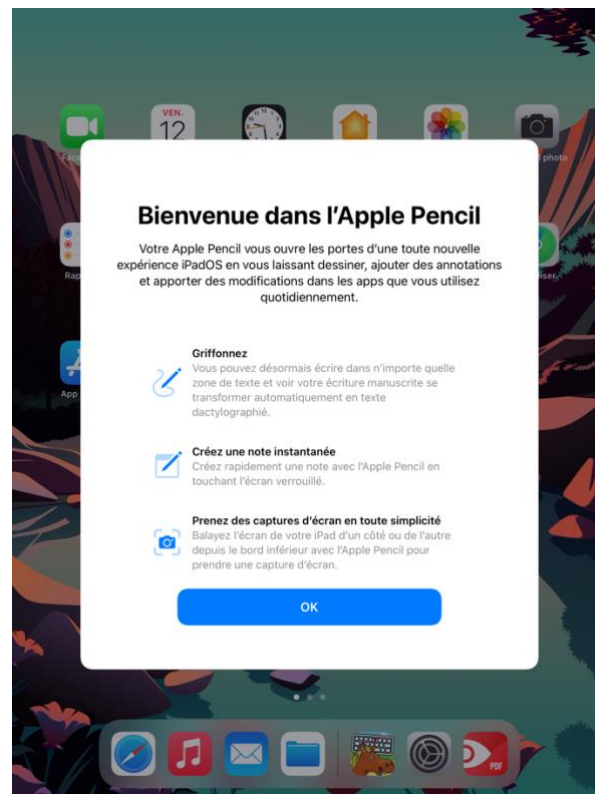 VEN.
12
photo
Bienvenue dans l’Apple Pencil
Votre Apple Pencil vous ouvre les portes d’une toute nouvelle
expérience iPadOS en vous laissant dessiner, ajouter des annotations
et apporter des modifications dans les apps que vous utilisez
quotidiennement.
Rap
iser
App
Griffonnez
Vous pouvez désormais écrire dans n’importe quelle
zone de texte et voir votre écriture manuscrite se
transformer automatiquement en texte
dactylographié.
Créez une note instantanée
Créez rapidement une note avec l’Apple Pencil en
touchant l’écran verrouillé.
Prenez des captures d’écran en toute simplicité
Balayez l’écran de votre iPad d’un côté ou de l’autre
depuis le bord inférieur avec l’Apple Pencil pour
prendre une capture d’écran.
OK
PDF